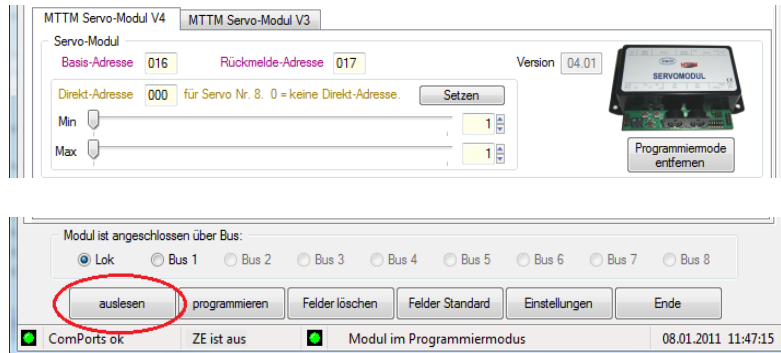 MTTM Servo-Modul V4 MTTM Servo-Modul V3
Servo-Modul
Basis-Adresse 016 Rückmelde-Adresse 017 Version 04.01
SERVOMODUL
Direkt-Adresse 000 für Servo Nr. 8. 0 = keine Direkt-Adresse. Setzen
Min 1
Max 1
Programmiermode
entfernen
Modul ist angeschlossen über Bus:
Lok Bus 1 Bus 2 Bus 3 Bus 4 Bus 5 Bus 6 Bus 7 Bus 8
auslesen programmieren Felder löschen Felder Standard Einstellungen Ende
ComPorts ok ZE ist aus Modul im Programmiermodus 08.01.2011 11:47:15